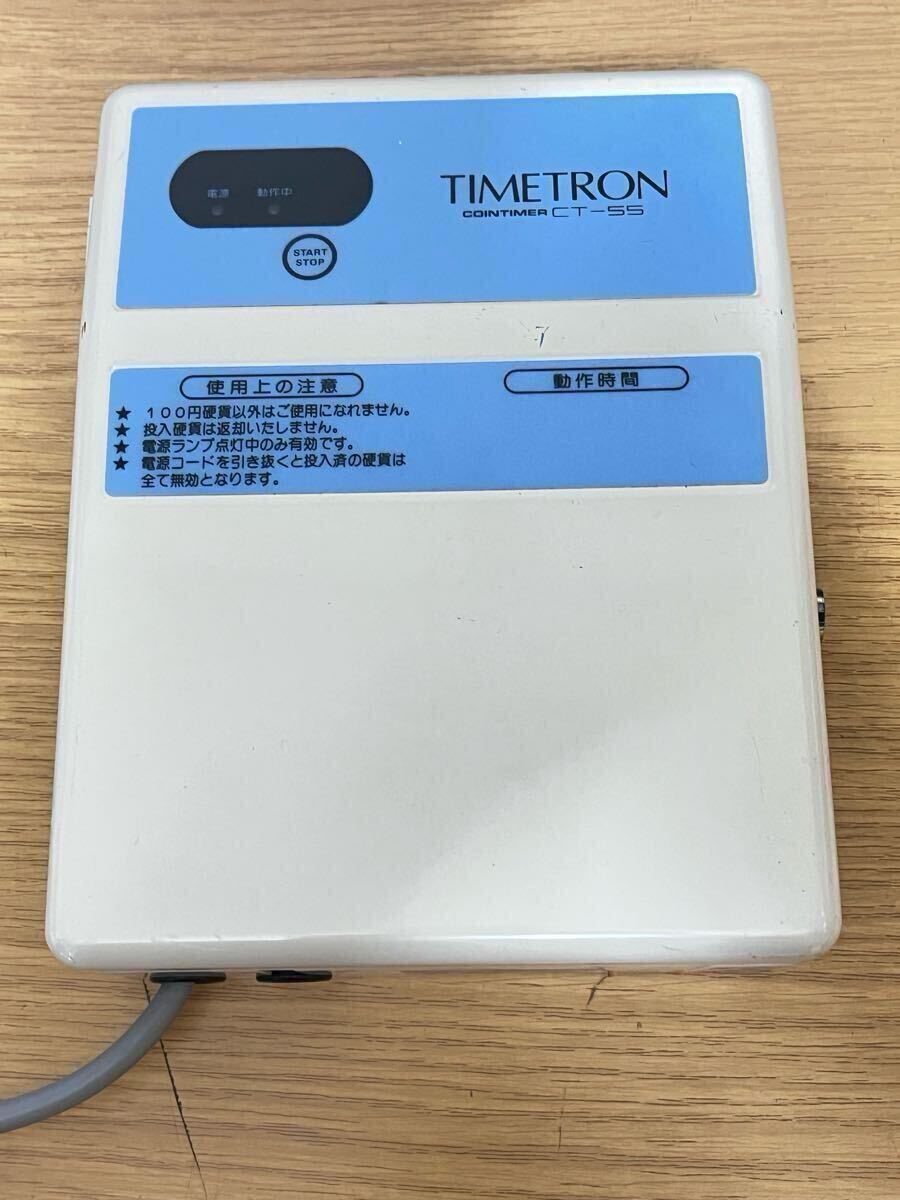 電源 動作中
START
STOP
TIMETRON
COINTIMER CT-55
使用上の注意
★ 100円硬貨以外はご使用になれません。
★ 投入硬貨は返却いたしません。
★ 電源ランプ点灯中のみ有効です。
★ 電源コードを引き抜くと投入済の硬貨は
全て無効となります。
動作時間